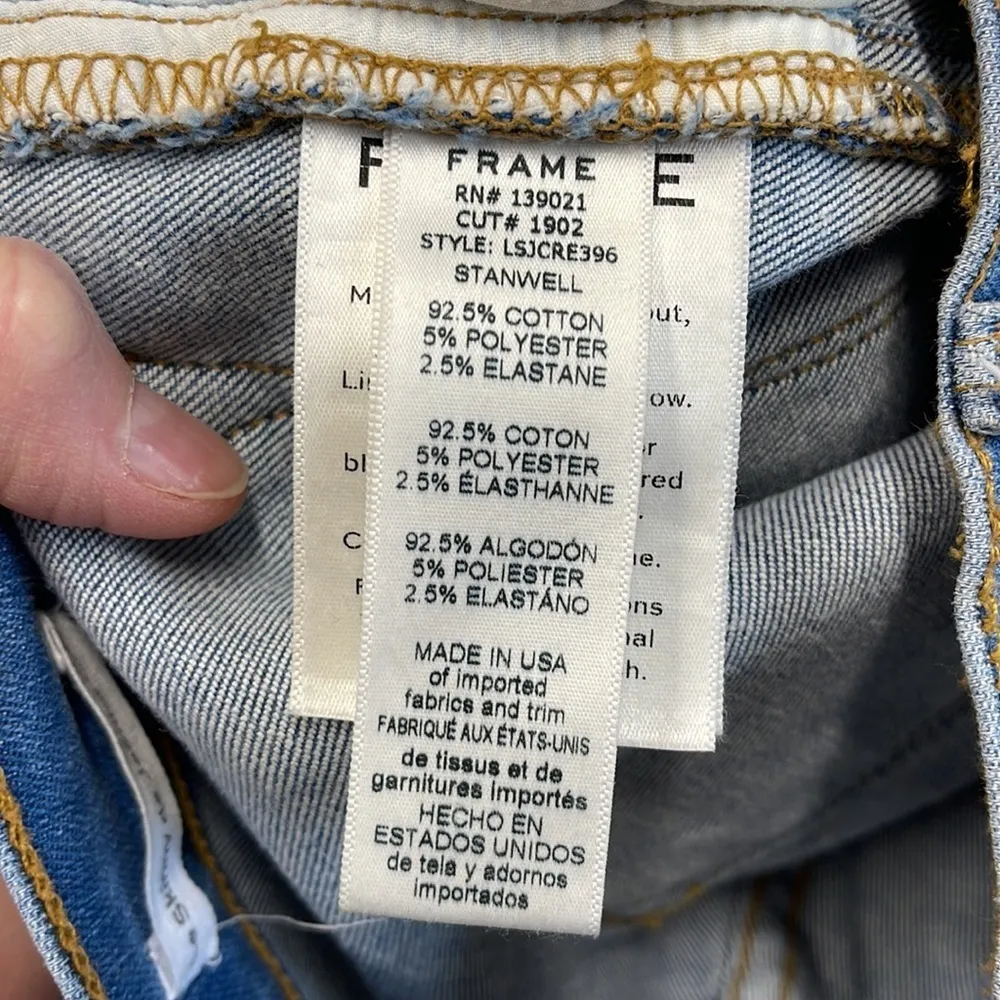 FRAME
RN# 139021
CUT# 1902
STYLE: LSJCRE396
STANWELL
92.5% COTTON
5% POLYESTER
2.5% ELASTANE
92.5% COTON
5% POLYESTER
2.5% ÉLASTHANNE
92.5% ALGODÓN
5% POLIESTER
2.5% ELASTÁNO
MADE IN USA
of imported
fabrics and trim
FABRIQUÉ AUX ÉTATS-UNIS
de tissus et de
garnitures importés
HECHO EN
ESTADOS UNIDOS
de tela y adornos
importados